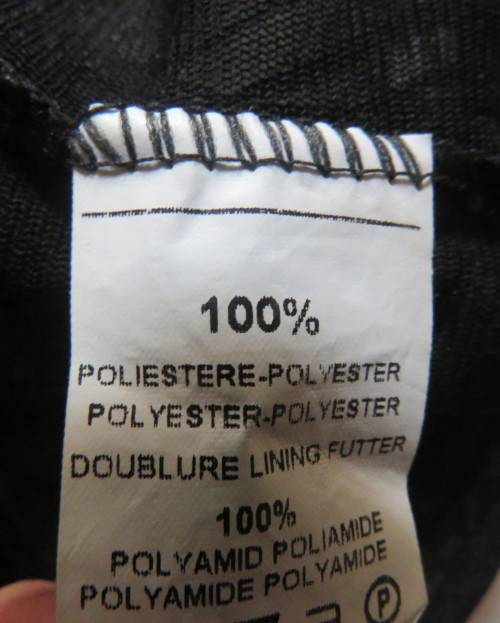 100%
POLIESTERE-POLYESTER
POLYESTER-POLYESTER
DOUBLURE LINING FUTTER
100%
POLYAMID POLIAMIDE
POLYAMIDE POLYAMIDE
P